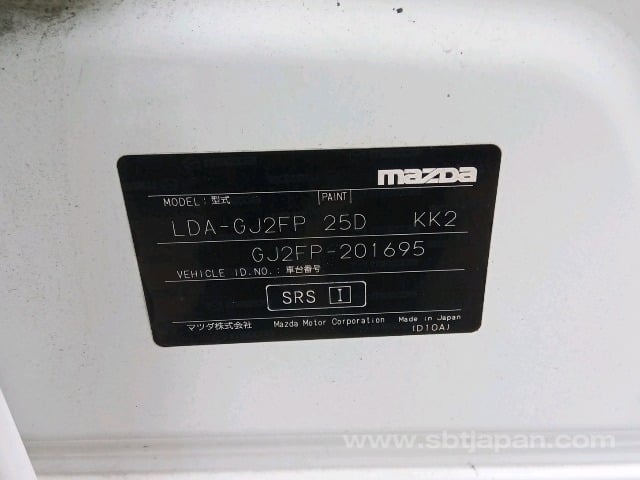 mazda
MODEL:型式 PAINT
LDA-GJ2FP 25D KK2
GJ2FP-201695
VEHICLE ID.NO.:車台番号
SRS I
マツダ株式会社 Mazda Motor Corporation Made in Japan
(D10A)
www.sbtjapan.com